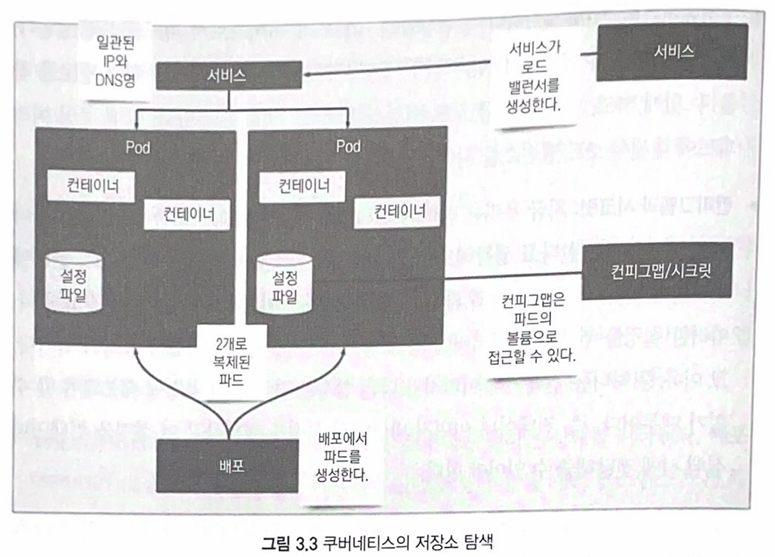 일관된
IP와
DNS명
서비스
서비스가
로드
밸런서를
생성한다.
서비스
Pod
컨테이너
컨테이너
설정
파일
Pod
컨테이너
컨테이너
설정
파일
컨피그맵/시크릿
컨피그맵은
파드의
볼륨으로
접근할 수 있다.
2개로
복제된
파드
배포
배포에서
파드를
생성한다.
그림 3.3 쿠버네티스의 저장소 탐색